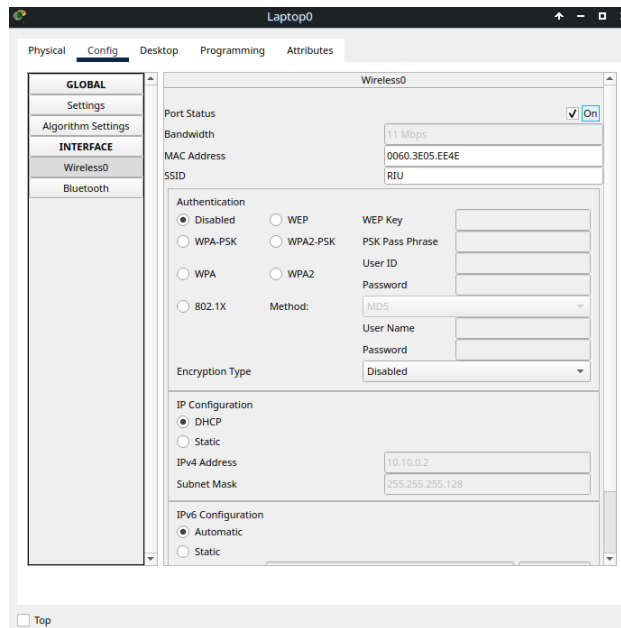 Laptop0
Physical Config Desktop Programming Attributes
GLOBAL
Settings
Algorithm Settings
INTERFACE
Wireless0
Bluetooth
Wireless0
Port Status On
Bandwidth 11 Mbps
MAC Address 0060.3E05.EE4E
SSID RIU
Authentication
Disabled WEP WEP Key
WPA-PSK WPA2-PSK PSK Pass Phrase
User ID
WPA WPA2
Password
802.1X Method: MD5
User Name
Password
Encryption Type Disabled
IP Configuration
DHCP
Static
IPv4 Address 10.10.0.2
Subnet Mask 255.255.255.128
IPv6 Configuration
Automatic
Static
Top